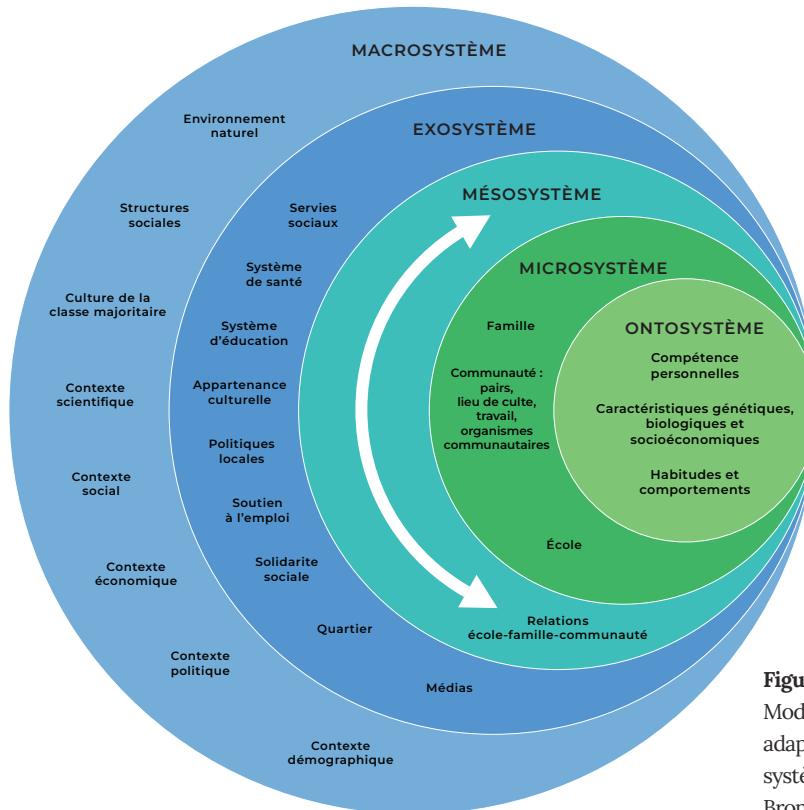 MACROSYSTÈME
Environnement
naturel
Structures
sociales
Culture de la
classe majoritaire
Contexte
scientifique
Contexte
social
Contexte
économique
Contexte
politique
Contexte
démographique
EXOSYSTÈME
Servies
sociaux
Système
de santé
Système
d'éducation
Appartenance
culturelle
Politiques
locales
Soutien
à l'emploi
Solidarite
sociale
Quartier
Médias
MÉSOSYSTÈME
Relations
école-famille-communauté
MICROSYSTÈME
Famille
Communauté :
pairs,
lieu de culte,
travail,
organismes
communautaires
École
ONTOSYSTÈME
Compétence
personnelles
Caractéristiques génétiques,
biologiques et
socioéconomiques
Habitudes et
comportements
Figu
Mod
adap
systè
Bron